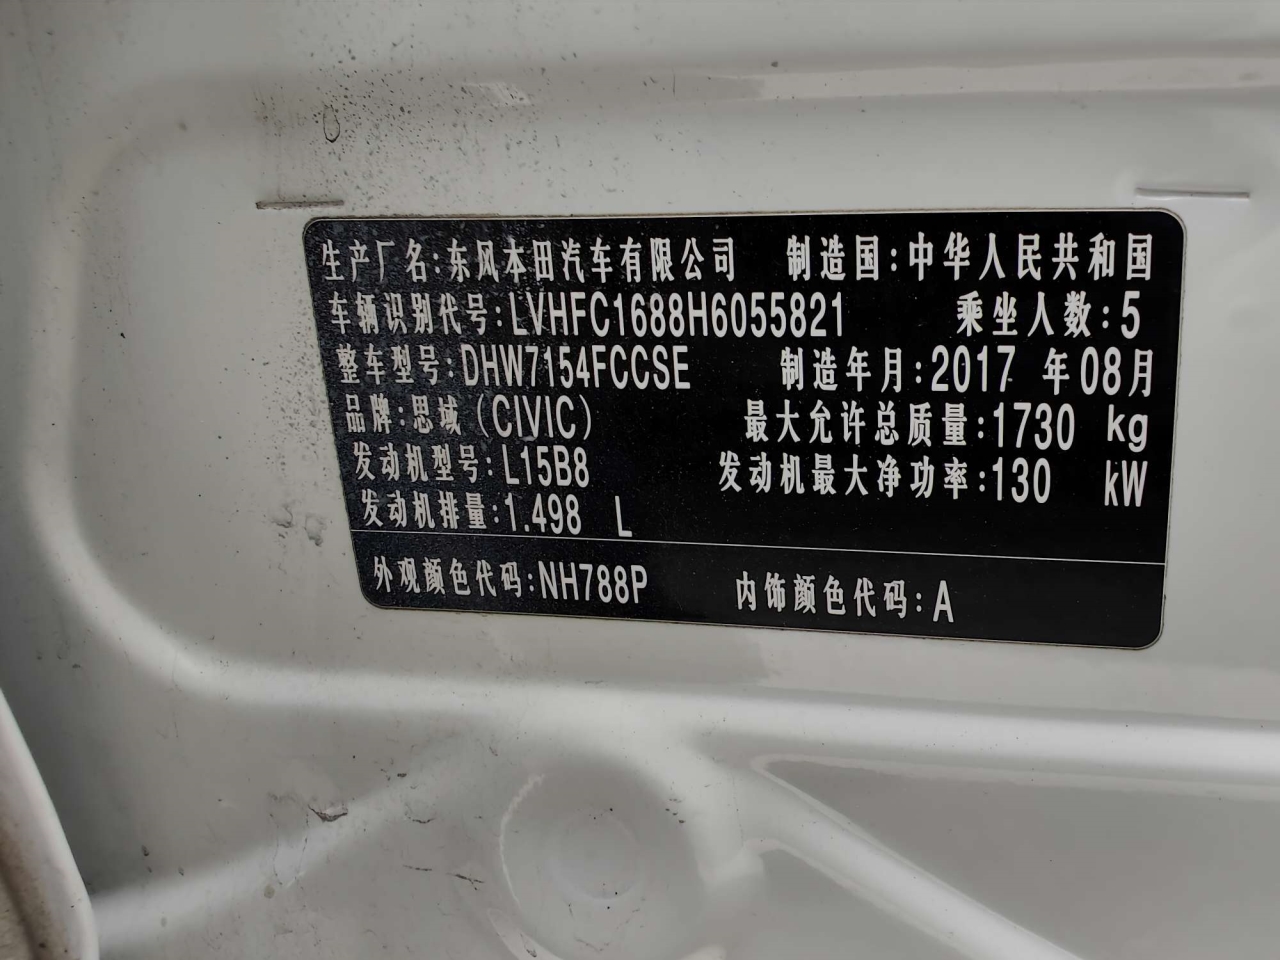 生产厂名:东风本田汽车有限公司 制造国:中华人民共和国
车辆识别代号:LVHFC1688H6055821 乘坐人数:5
整车型号:DHW7154FCCSE 制造年月:2017 年08月
品牌:思域(CIVIC) 最大允许总质量:1730 kg
发动机型号:L15B8 发动机最大净功率:130 kW
发动机排量:1.498 L
外观颜色代码:NH788P 内饰颜色代码:A